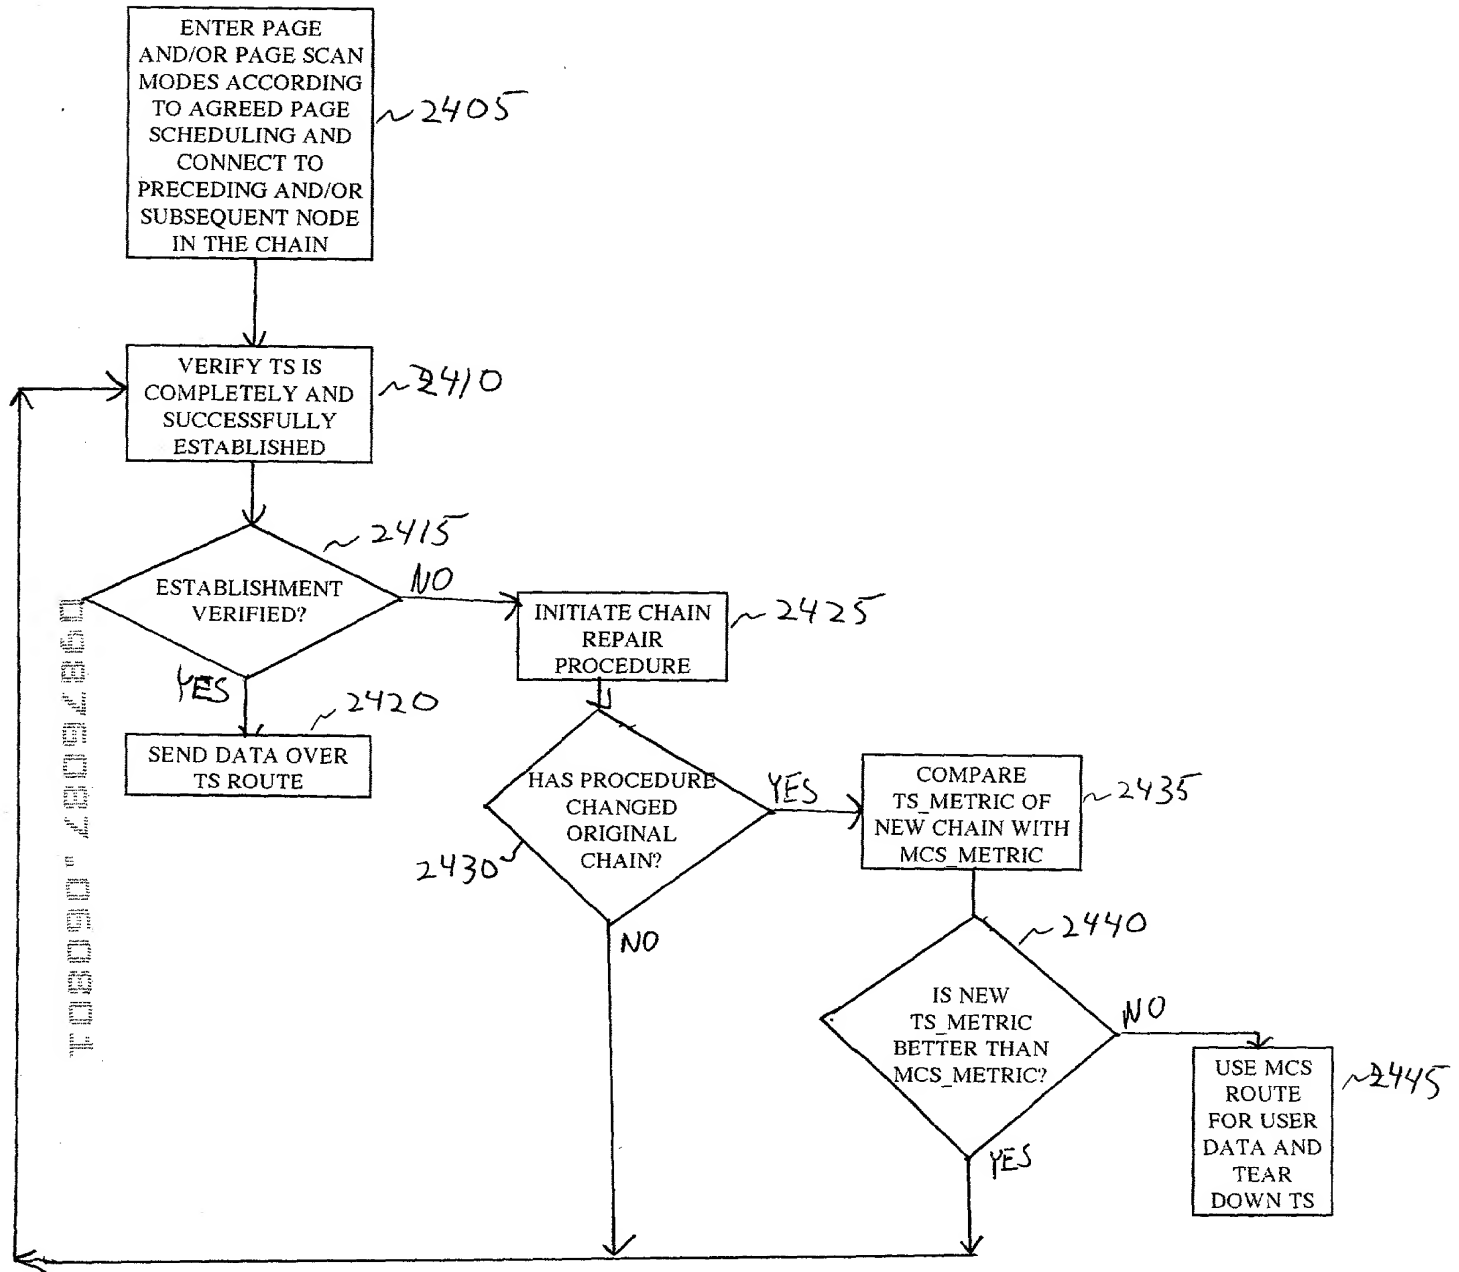 ENTER PAGE
AND/OR PAGE SCAN
MODES ACCORDING
TO AGREED PAGE
SCHEDULING AND
CONNECT TO
PRECEDING AND/OR
SUBSEQUENT NODE
IN THE CHAIN
2405
VERIFY TS IS
COMPLETELY AND
SUCCESSFULLY
ESTABLISHED
2410
ESTABLISHMENT
VERIFIED?
2415
NO
YES
SEND DATA OVER
TS ROUTE
2420
INITIATE CHAIN
REPAIR
PROCEDURE
2425
HAS PROCEDURE
CHANGED
ORIGINAL
CHAIN?
2430
YES
NO
COMPARE
TS_METRIC OF
NEW CHAIN WITH
MCS_METRIC
2435
IS NEW
TS_METRIC
BETTER THAN
MCS_METRIC?
2440
NO
YES
USE MCS
ROUTE
FOR USER
DATA AND
TEAR
DOWN TS
2445
09876087.060801